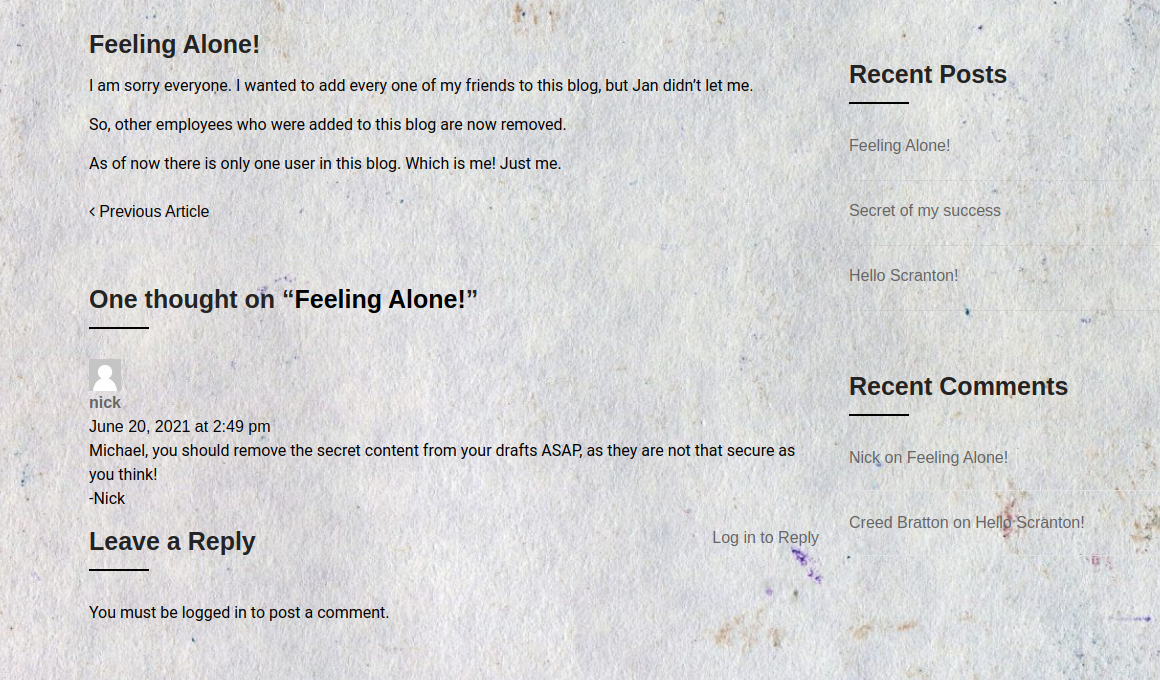 Feeling Alone!
I am sorry everyone. I wanted to add every one of my friends to this blog, but Jan didn’t let me.
So, other employees who were added to this blog are now removed.
As of now there is only one user in this blog. Which is me! Just me.
‹ Previous Article
One thought on “Feeling Alone!”
nick
June 20, 2021 at 2:49 pm
Michael, you should remove the secret content from your drafts ASAP, as they are not that secure as
you think!
-Nick
Log in to Reply
Leave a Reply
You must be logged in to post a comment.
Recent Posts
Feeling Alone!
Secret of my success
Hello Scranton!
Recent Comments
Nick on Feeling Alone!
Creed Bratton on Hello Scranton!